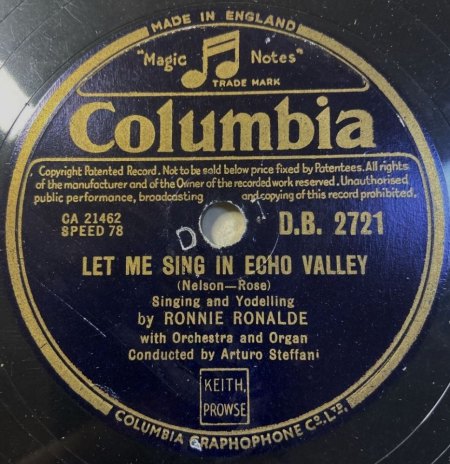 MADE IN ENGLAND
"Magic Notes"
TRADE MARK
Columbia
Copyright Patented Record. Not to be sold below price fixed by Patentees. All rights
of the manufacturer and of the Owner of the recorded work reserved. Unauthorised
public performance, broadcasting and copying of this record prohibited.
CA 21462
SPEED 78
D.B. 2721
LET ME SING IN ECHO VALLEY
(Nelson—Rose)
Singing and Yodelling
by RONNIE RONALDE
with Orchestra and Organ
Conducted by Arturo Steffani
KEITH,
PROWSE
COLUMBIA GRAPHOPHONE CO. LTD.